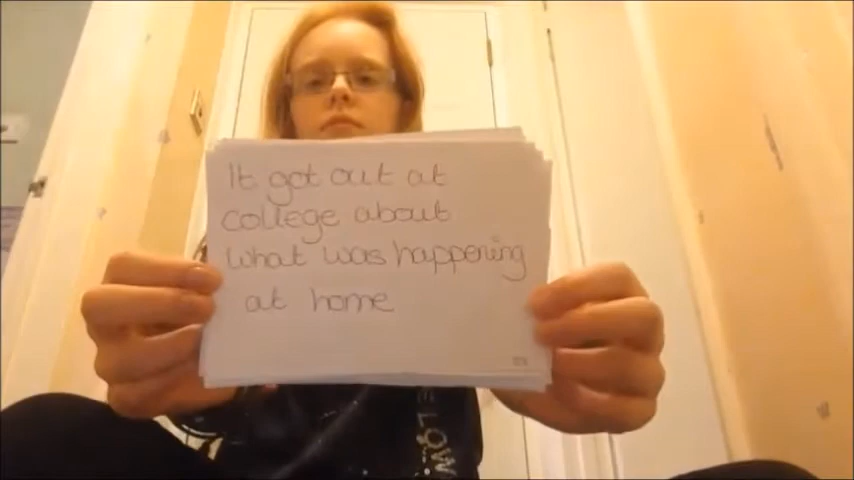 It got out at
college about
what was happening
at home